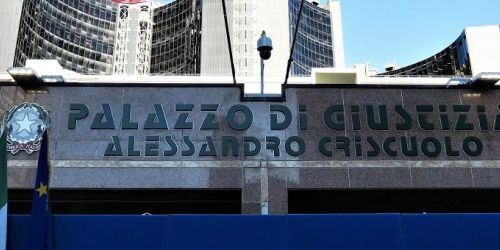 PALAZZO DI GIUSTIZIA
ALESSANDRO CRISCUOLO